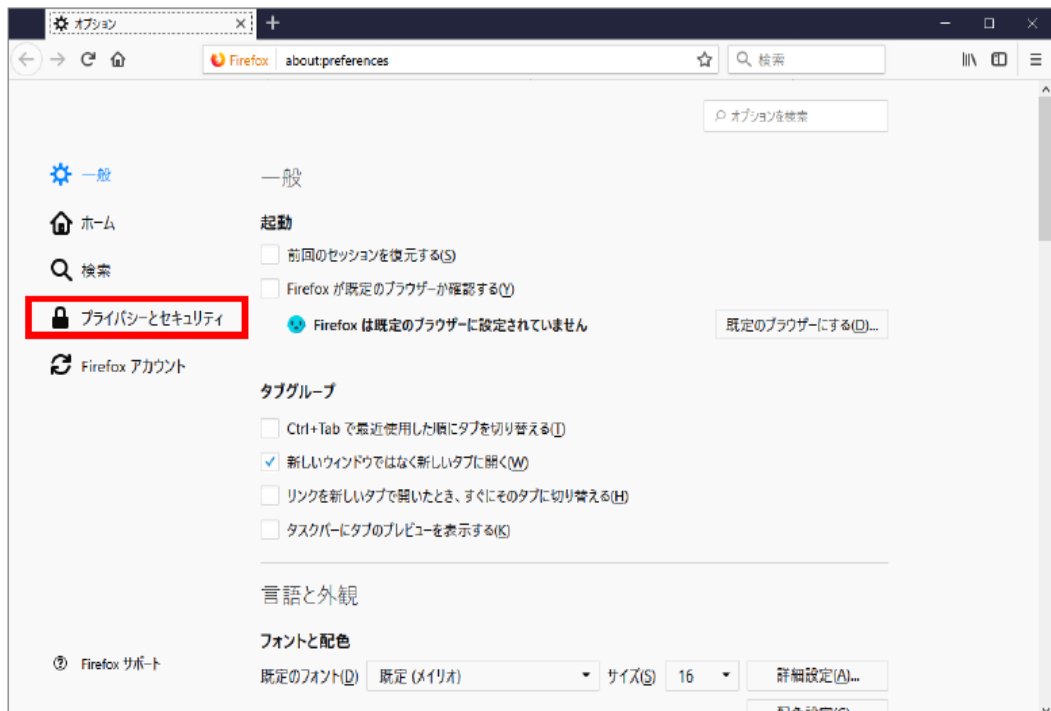 オプション
Firefox about:preferences 検索
オプションを検索
一般
ホーム
検索
プライバシーとセキュリティ
Firefox アカウント
Firefox サポート
一般
起動
前回のセッションを復元する(S)
Firefox が既定のブラウザーか確認する(Y)
Firefox は既定のブラウザーに設定されていません 既定のブラウザーにする(D)...
タブグループ
Ctrl+Tab で最近使用した順にタブを切り替える(T)
新しいウィンドウではなく新しいタブに開く(W)
リンクを新しいタブで開いたとき、すぐにそのタブに切り替える(H)
タスクバーにタブのプレビューを表示する(K)
言語と外観
フォントと配色
既定のフォント(D) 既定 (メイリオ) サイズ(S) 16 詳細設定(A)...